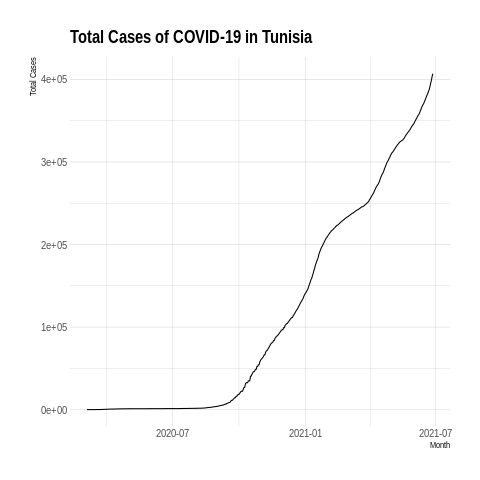 Total Cases of COVID-19 in Tunisia
Total Cases
4e+05
3e+05
2e+05
1e+05
0e+00
2020-07
2021-01
2021-07
Month